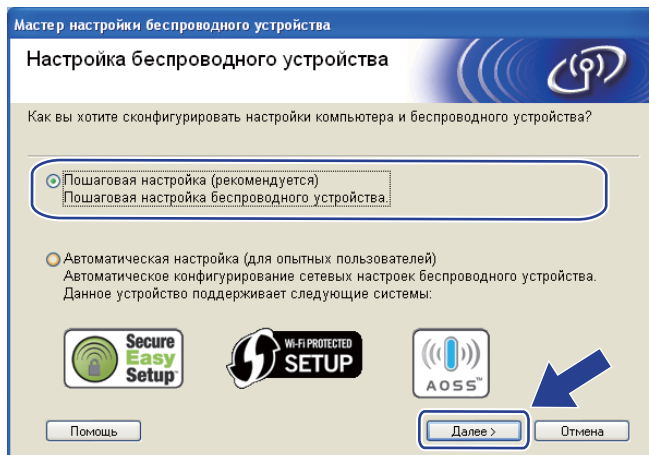 Мастер настройки беспроводного устройства
Настройка беспроводного устройства
Как вы хотите сконфигурировать настройки компьютера и беспроводного устройства?
Пошаговая настройка (рекомендуется)
Пошаговая настройка беспроводного устройства.
Автоматическая настройка (для опытных пользователей)
Автоматическое конфигурирование сетевых настроек беспроводного устройства.
Данное устройство поддерживает следующие системы:
Secure
Easy
Setup™
Wi-Fi PROTECTED
SETUP
AOSS™
Помощь
Далее >
Отмена